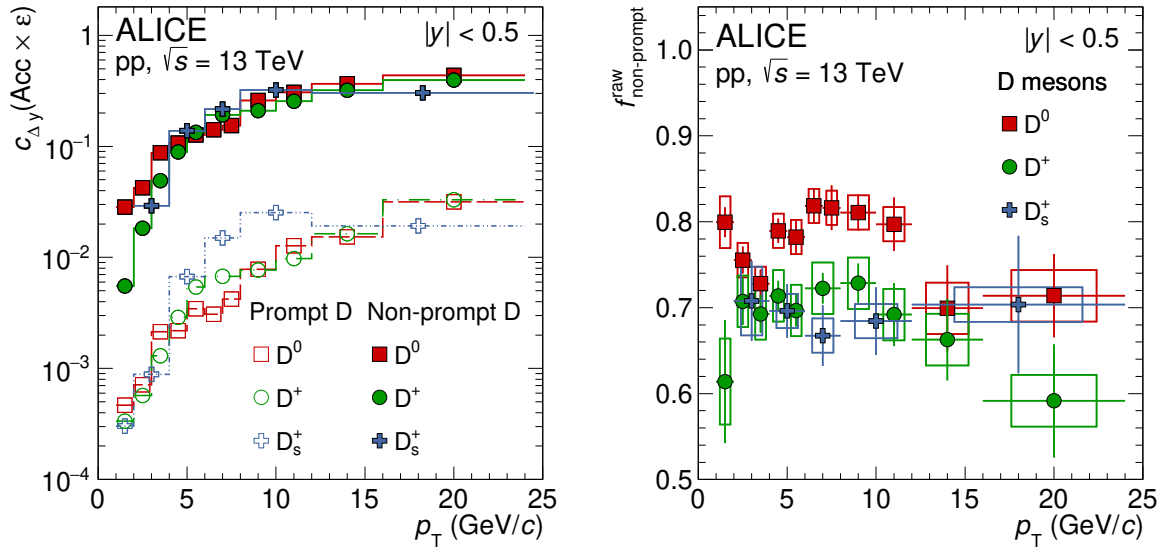 ALICE
|y| < 0.5
pp, √s = 13 TeV
c_Δy(Acc × ε)
1
10⁻¹
10⁻²
10⁻³
10⁻⁴
Prompt D Non-prompt D
D⁰ D⁰
D⁺ D⁺
D_s⁺ D_s⁺
0 5 10 15 20 25
p_T (GeV/c)
ALICE
|y| < 0.5
pp, √s = 13 TeV
D mesons
D⁰
D⁺
D_s⁺
f^raw_non-prompt
1.0
0.9
0.8
0.7
0.6
0.5
0 5 10 15 20 25
p_T (GeV/c)